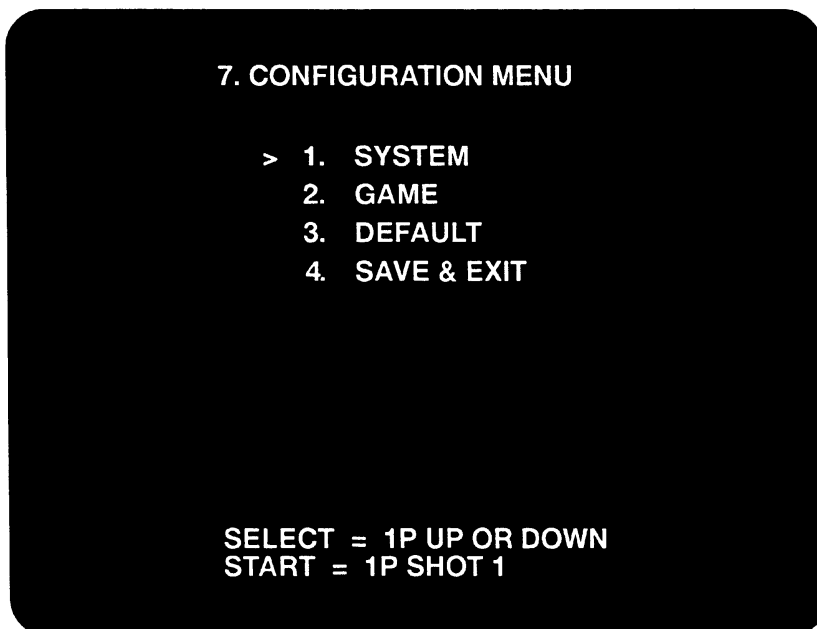 7. CONFIGURATION MENU
> 1. SYSTEM
2. GAME
3. DEFAULT
4. SAVE & EXIT
SELECT = 1P UP OR DOWN
START = 1P SHOT 1